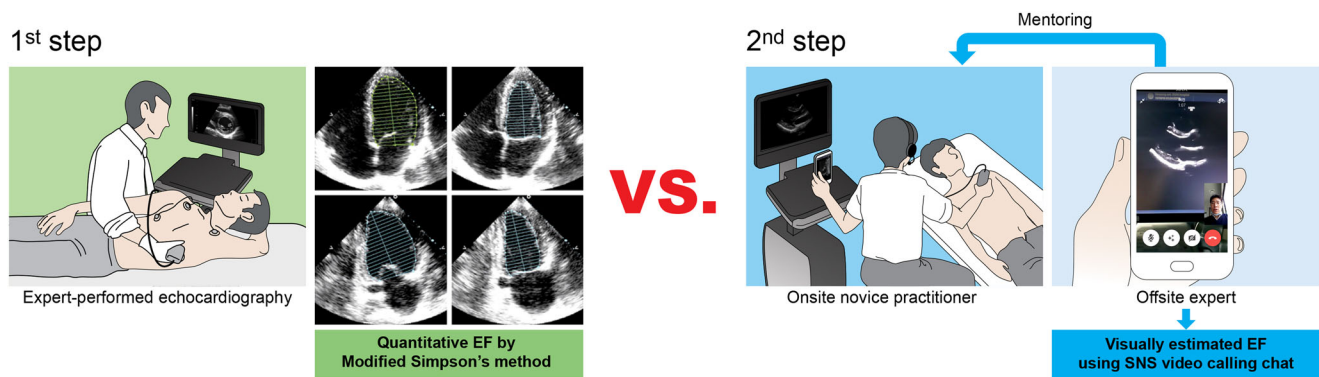 1st step
Expert-performed echocardiography
Quantitative EF by
Modified Simpson's method
vs.
2nd step
Mentoring
Onsite novice practitioner
Offsite expert
Visually estimated EF
using SNS video calling chat